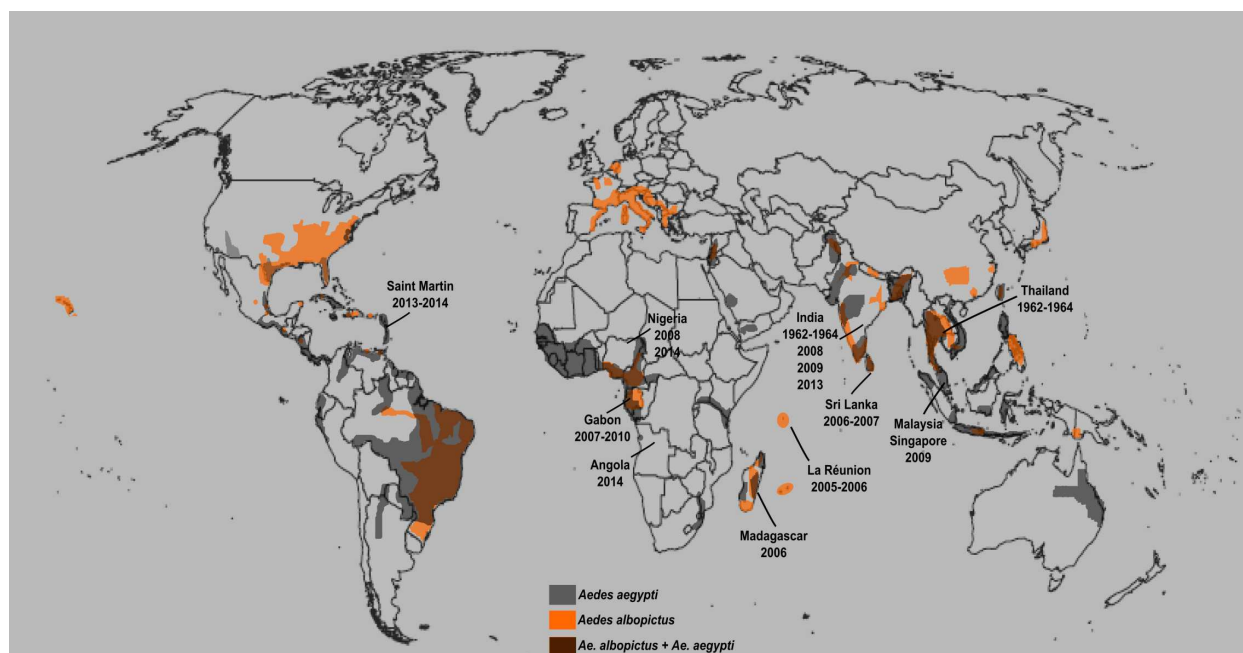 Saint Martin
2013-2014
Nigeria
2008
2014
India
1962-1964
2008
2009
2013
Thailand
1962-1964
Sri Lanka
2006-2007
Malaysia
Singapore
2009
Gabon
2007-2010
Angola
2014
La Réunion
2005-2006
Madagascar
2006
Aedes aegypti
Aedes albopictus
Ae. albopictus + Ae. aegypti